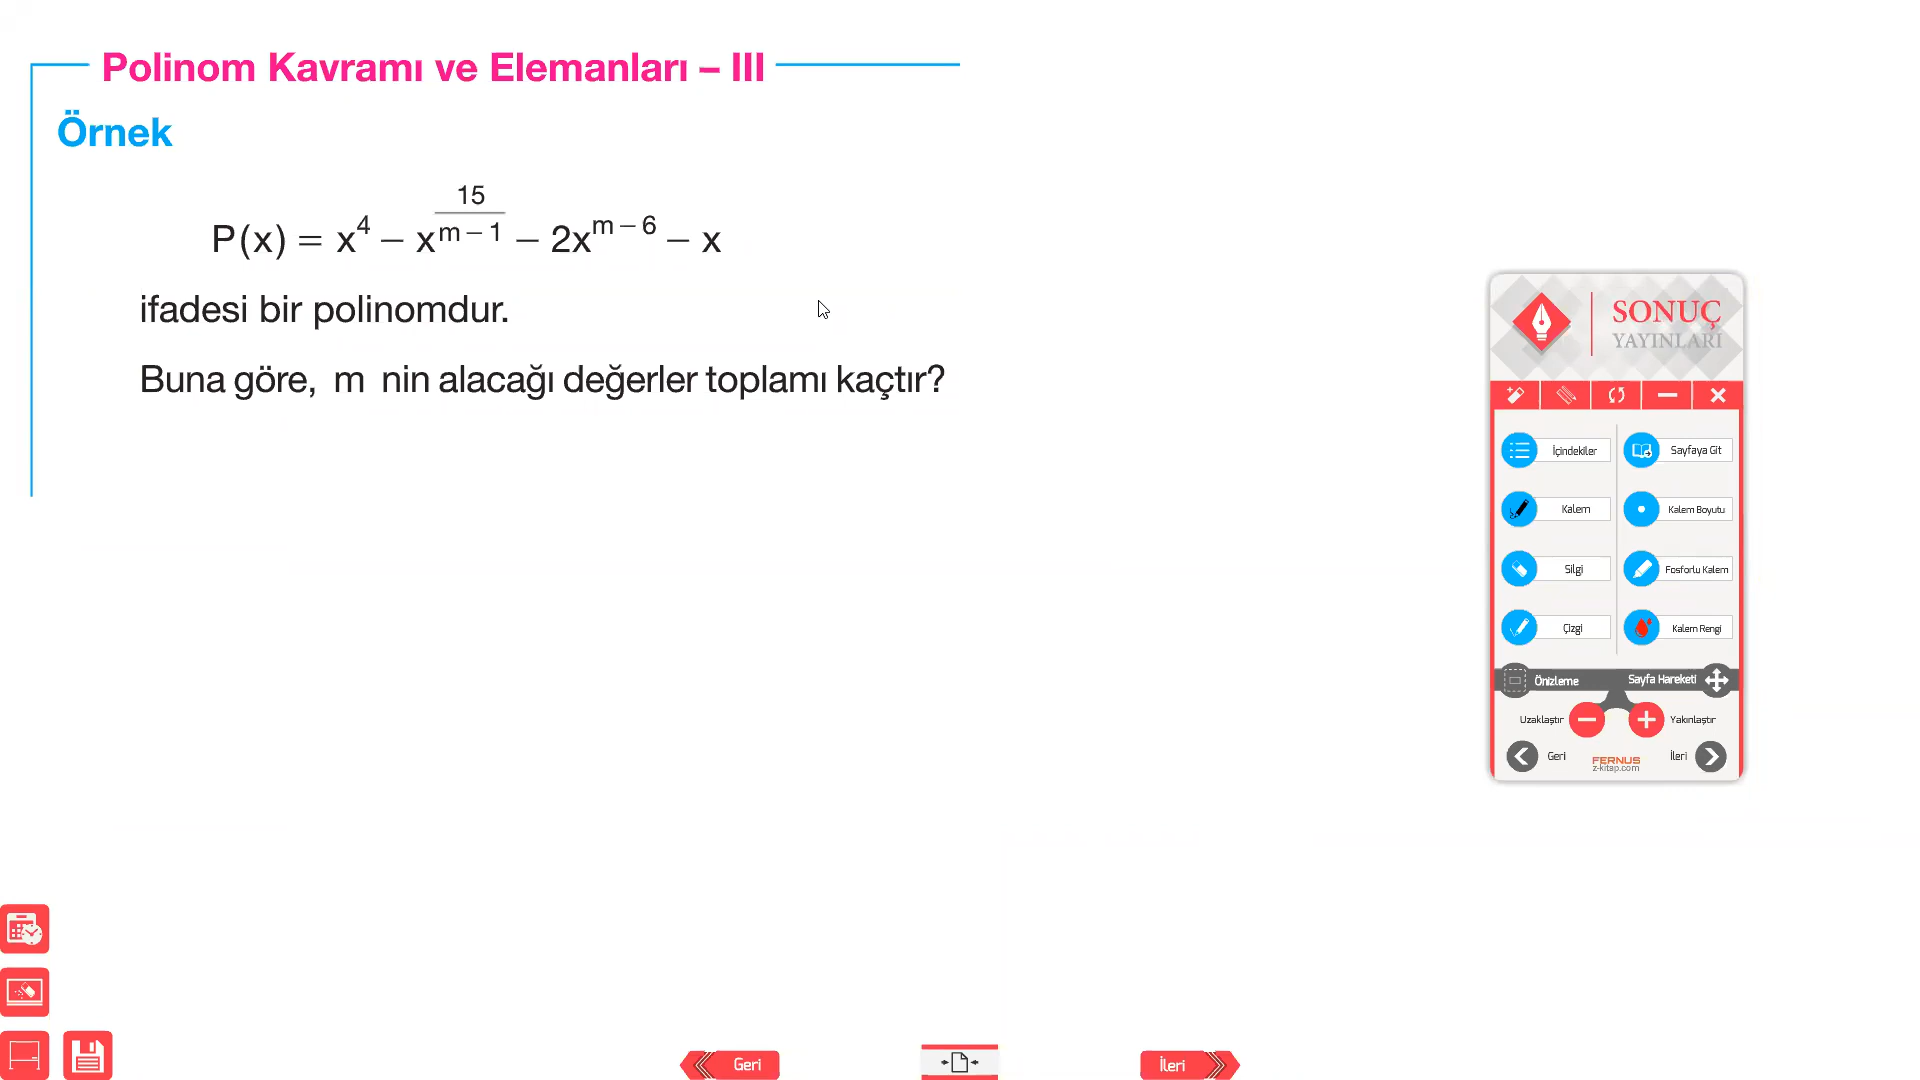 Polinom Kavramı ve Elemanları – III
Örnek
P(x) = x^4 – x^(15/(m – 1)) – 2x^(m – 6) – x
ifadesi bir polinomdur.
Buna göre, m nin alacağı değerler toplamı kaçtır?
SONUÇ
YAYINLARI
İçindekiler
Sayfaya Git
Kalem
Kalem Boyutu
Silgi
Fosforlu Kalem
Çizgi
Kalem Rengi
Önizleme
Sayfa Hareketi
Uzaklaştır
Yakınlaştır
Geri
FERNUS
z-kitap.com
İleri
Geri
İleri